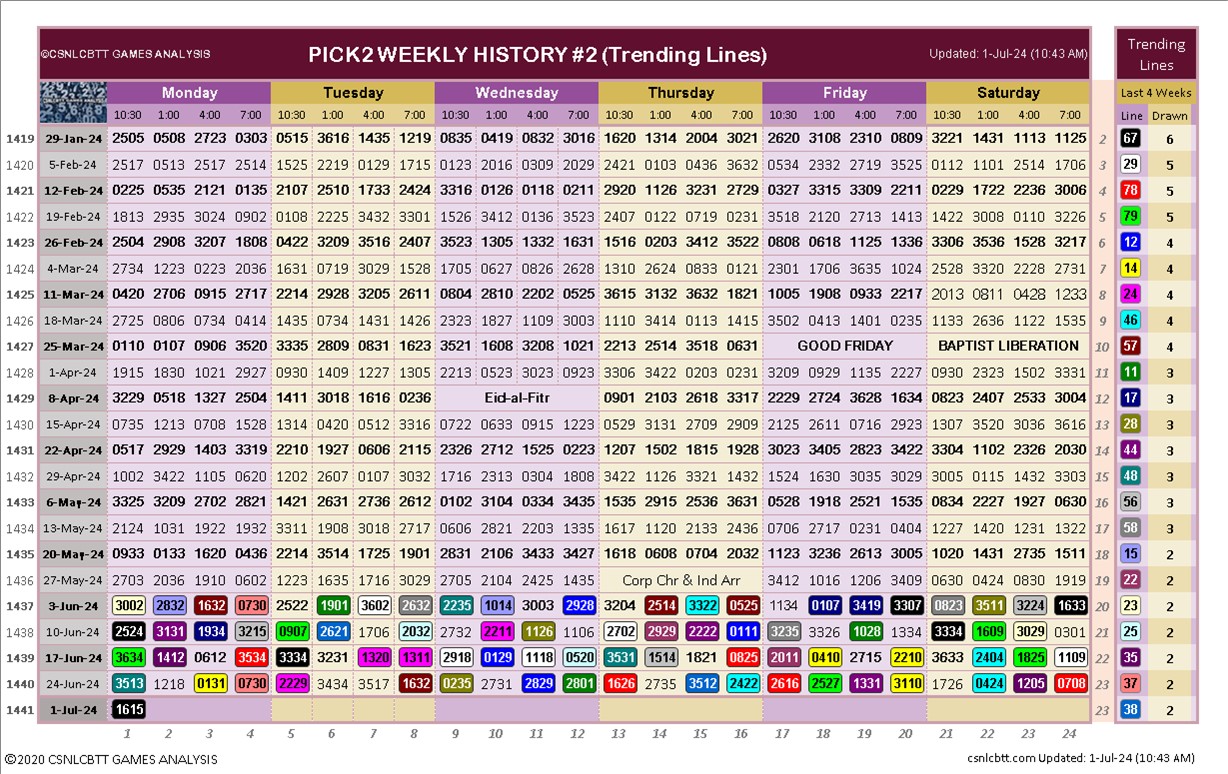 ©CSNLCBTT GAMES ANALYSIS PICK2 WEEKLY HISTORY #2 (Trending Lines) Updated: 1-Jul-24 (10:43 AM) Trending Lines
Monday Tuesday Wednesday Thursday Friday Saturday Last 4 Weeks
10:30 1:00 4:00 7:00 10:30 1:00 4:00 7:00 10:30 1:00 4:00 7:00 10:30 1:00 4:00 7:00 10:30 1:00 4:00 7:00 10:30 1:00 4:00 7:00 Line Drawn
1419 29-Jan-24 2505 0508 2723 0303 0515 3616 1435 1219 0835 0419 0832 3016 1620 1314 2004 3021 2620 3108 2310 0809 3221 1431 1113 1125 2 67 6
1420 5-Feb-24 2517 0513 2517 2514 1525 2219 0129 1715 0123 2016 0309 2029 2421 0103 0436 3632 0534 2332 2719 3525 0112 1101 2514 1706 3 29 5
1421 12-Feb-24 0225 0535 2121 0135 2107 2510 1733 2424 3316 0126 0118 0211 2920 1126 3231 2729 0327 3315 3309 2211 0229 1722 2236 3006 4 78 5
1422 19-Feb-24 1813 2935 3024 0902 0108 2225 3432 3301 1526 3412 0136 3523 2407 0122 0719 0231 3518 2120 2713 1413 1422 3008 0110 3226 5 79 5
1423 26-Feb-24 2504 2908 3207 1808 0422 3209 3516 2407 3523 1305 1332 1631 1516 0203 3412 3522 0808 0618 1125 1336 3306 3536 1528 3217 6 12 4
1424 4-Mar-24 2734 1223 0223 2036 1631 0719 3029 1523 1705 0627 0826 2628 1310 2624 0833 0121 2301 1706 3635 1024 2528 3320 2228 2731 7 14 4
1425 11-Mar-24 0420 2706 0915 2717 2214 2928 3205 2617 0804 2810 2202 0525 3615 3132 3632 1821 1005 1908 0933 2217 2013 0811 0428 1233 8 24 4
1426 18-Mar-24 2725 0806 0734 0414 1435 0734 1431 1426 2323 1827 1109 3003 1110 3414 0113 1415 3502 0413 1401 0235 1133 2636 1122 1535 9 46 4
1427 25-Mar-24 0110 0107 0906 3520 3335 2809 0831 1623 3521 1608 3208 1021 2213 2514 3518 0631 GOOD FRIDAY BAPTIST LIBERATION 10 57 4
1428 1-Apr-24 1915 1830 1021 2927 0930 1409 1227 1305 2213 0523 3023 0923 3306 3422 0203 0231 3209 0929 1135 2227 0930 2323 1502 3331 11 11 3
1429 8-Apr-24 3229 0518 1327 2504 1411 3018 1616 0236 Eid-al-Fitr 0901 2103 2618 3317 2229 2724 3628 1634 0823 2407 2533 3004 12 17 3
1430 15-Apr-24 0735 1213 0708 1528 1314 0420 0512 3319 0722 0633 0915 1223 0529 3131 2709 2909 2125 2611 0716 2923 1307 3520 3036 3616 13 28 3
1431 22-Apr-24 0517 2929 1403 3319 2210 1927 0606 2113 2326 2712 1525 0223 1207 1502 1815 1928 3023 3405 2823 3422 3304 1102 2326 2030 14 44 3
1432 29-Apr-24 1002 3422 1105 0620 1202 2607 0107 3032 1716 2313 0304 1808 3422 1126 3321 1432 1524 1630 3035 3029 3005 0115 1432 3303 15 48 3
1433 6-May-24 3325 3209 2702 2821 1421 2631 2736 2612 0102 3104 0334 3435 1535 2915 2536 3631 0528 1918 2521 1535 0834 2227 1927 0630 16 56 3
1434 13-May-24 2124 1031 1922 1932 3311 1908 3018 2717 0606 2821 2203 1335 1617 1120 2133 2436 0706 2717 0231 0404 1227 1420 1231 1322 17 58 3
1435 20-May-24 0933 0133 1620 0436 2214 3514 1725 1901 2831 2106 3433 3427 1618 0608 0704 2032 1123 3236 2613 3005 1020 1431 2735 1511 18 15 2
1436 27-May-24 2703 2036 1910 0602 1223 1635 1716 3029 2705 2104 2425 1435 Corp Chr & Ind Arr 3412 1016 1206 3409 0630 0424 0830 1919 19 22 2
1437 3-Jun-24 3002 2832 1632 0730 2522 1901 3602 2632 2235 1014 3003 2928 3204 2514 3322 0525 1134 0107 3419 3307 0823 3511 3224 1633 20 23 2
1438 10-Jun-24 2524 3131 1934 3215 0907 2621 1706 2032 2732 2211 1126 1106 2702 2929 2222 0111 3235 3326 1028 1334 3334 1609 3029 0301 21 25 2
1439 17-Jun-24 3634 1412 0612 3534 3334 3231 1320 1311 2918 0129 1118 0520 3531 1514 1821 0825 2011 0410 2715 2210 3633 2404 1825 1109 22 35 2
1440 24-Jun-24 3513 1218 0131 0730 2229 3434 3517 1632 0235 2731 2829 2801 1626 2735 3512 2422 2616 2527 1331 3110 1726 0424 1205 0708 23 37 2
1441 1-Jul-24 1615 23 38 2
1 2 3 4 5 6 7 8 9 10 11 12 13 14 15 16 17 18 19 20 21 22 23 24
©2020 CSNLCBTT GAMES ANALYSIS csnlcbtt.com Updated: 1-Jul-24 (10:43 AM)